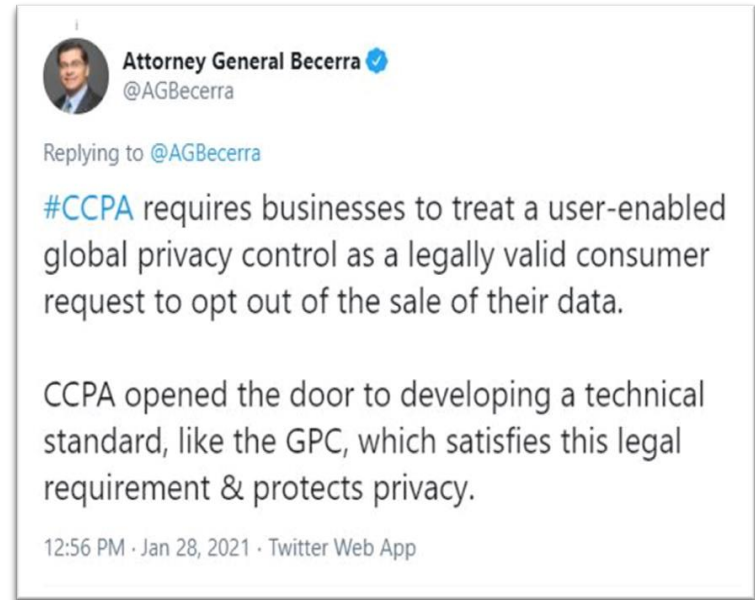 Attorney General Becerra
@AGBecerra
Replying to @AGBecerra
#CCPA requires businesses to treat a user-enabled
global privacy control as a legally valid consumer
request to opt out of the sale of their data.
CCPA opened the door to developing a technical
standard, like the GPC, which satisfies this legal
requirement & protects privacy.
12:56 PM · Jan 28, 2021 · Twitter Web App